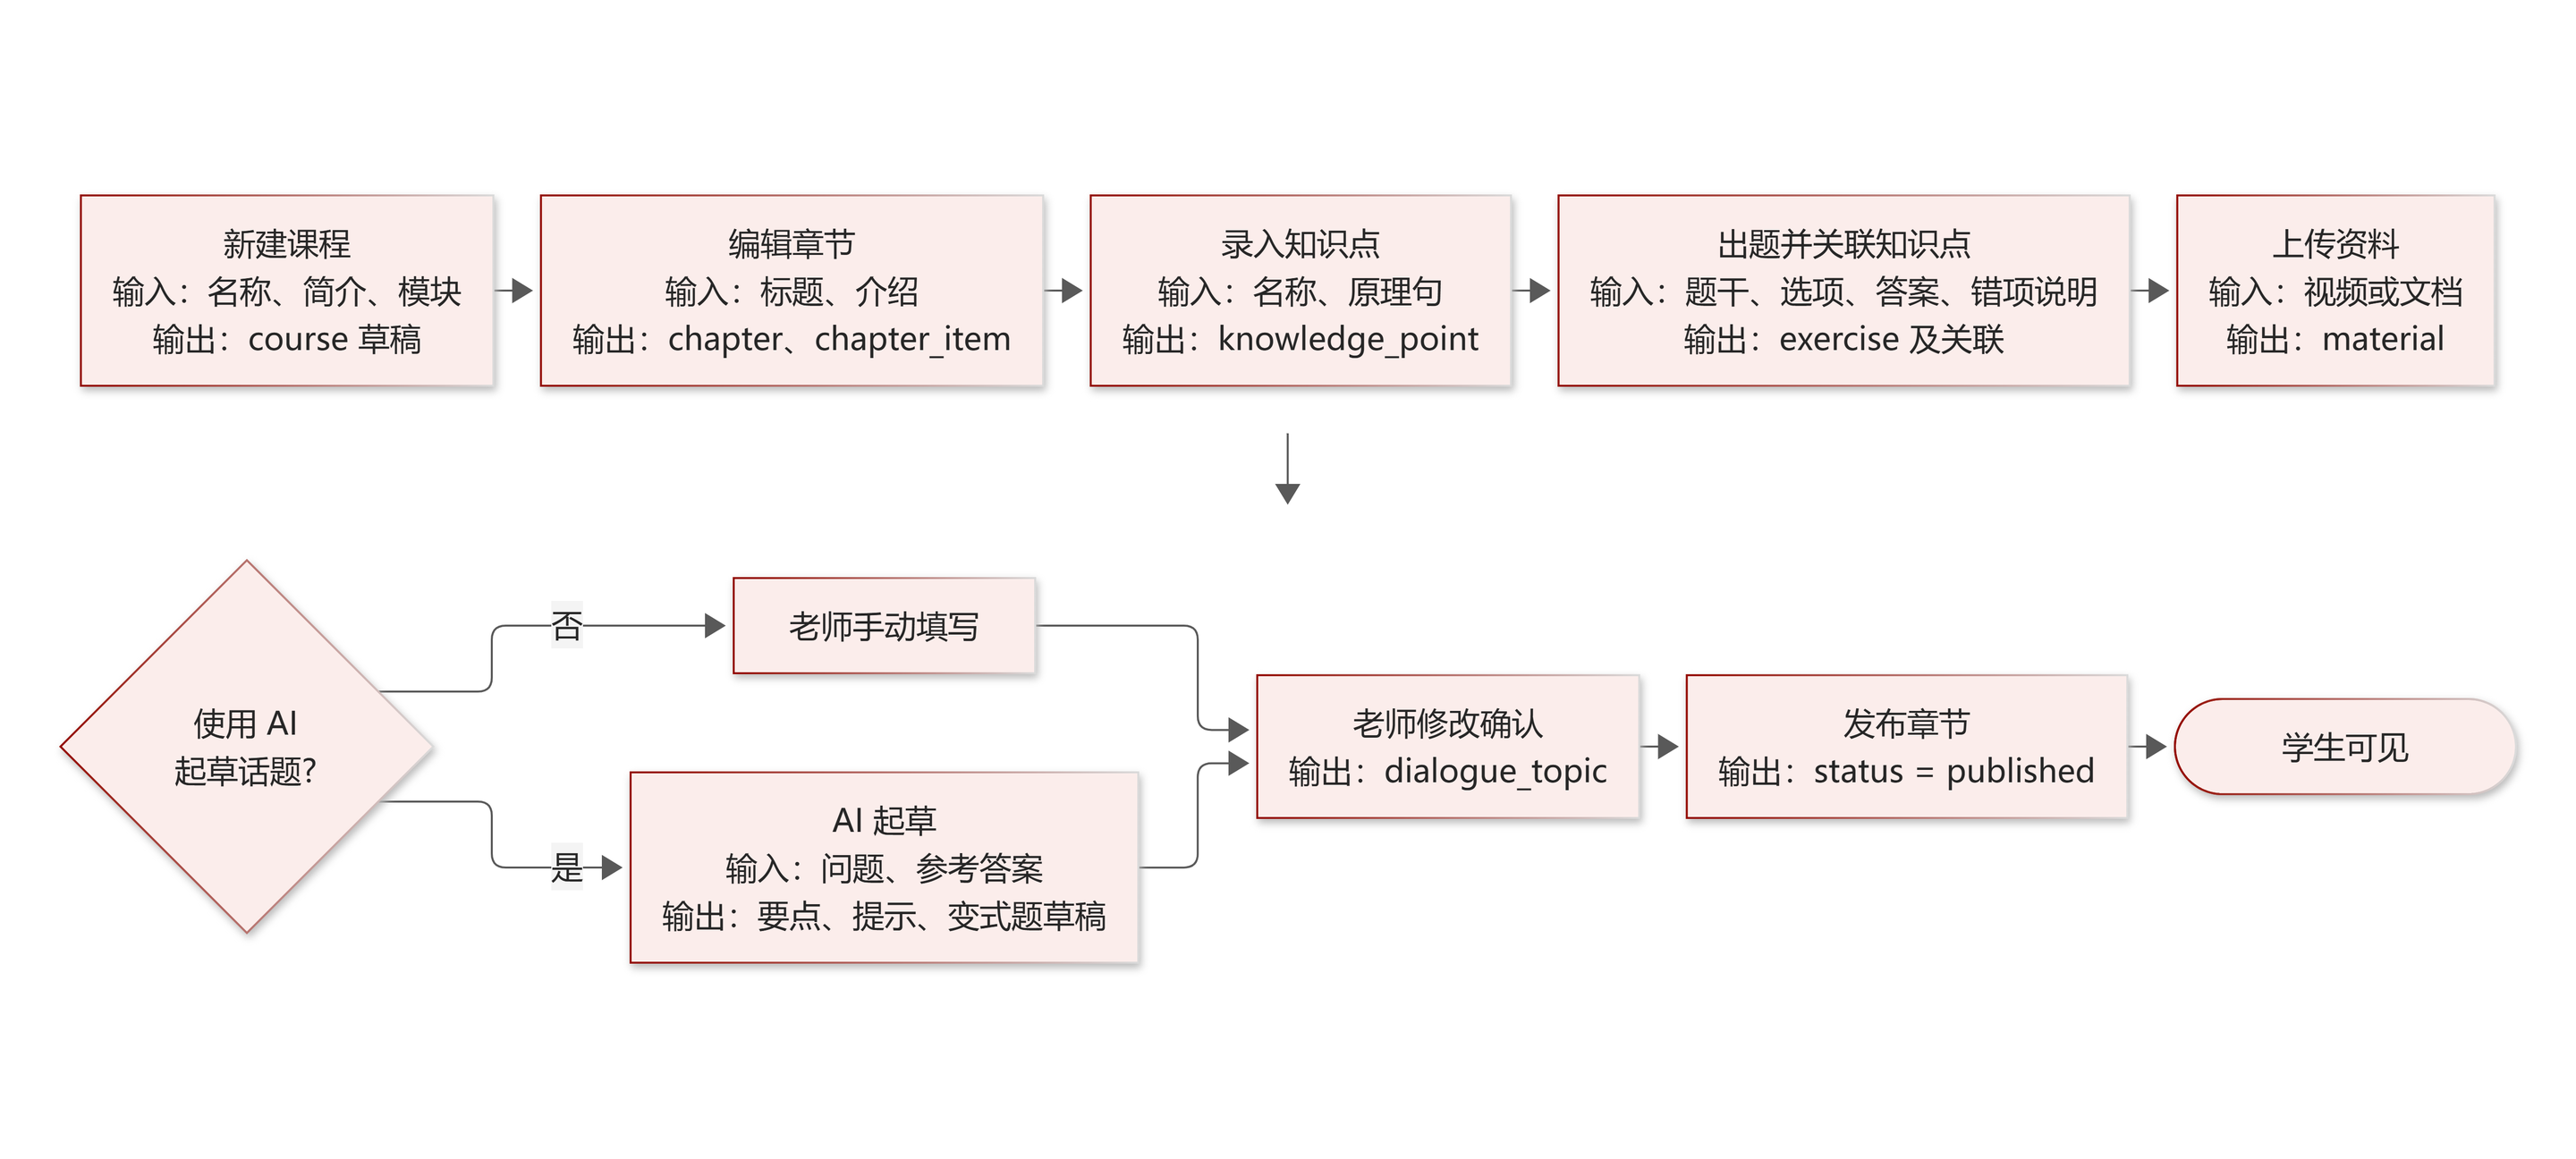 新建课程
输入：名称、简介、模块
输出：course 草稿
编辑章节
输入：标题、介绍
输出：chapter、chapter_item
录入知识点
输入：名称、原理句
输出：knowledge_point
出题并关联知识点
输入：题干、选项、答案、错项说明
输出：exercise 及关联
上传资料
输入：视频或文档
输出：material
使用 AI
起草话题?
否
老师手动填写
是
AI 起草
输入：问题、参考答案
输出：要点、提示、变式题草稿
老师修改确认
输出：dialogue_topic
发布章节
输出：status = published
学生可见